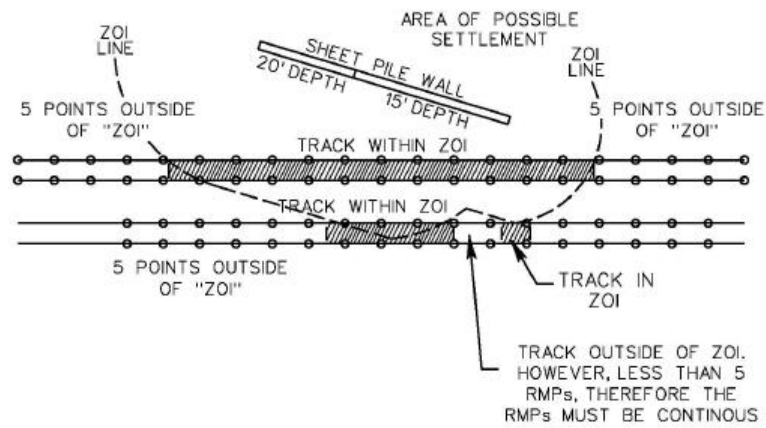 AREA OF POSSIBLE
SETTLEMENT
ZOI
LINE
SHEET PILE WALL
20' DEPTH
15' DEPTH
ZOI
LINE
5 POINTS OUTSIDE
OF "ZOI"
5 POINTS OUTSIDE
OF "ZOI"
TRACK WITHIN ZOI
TRACK WITHIN ZOI
5 POINTS OUTSIDE
OF "ZOI"
TRACK IN
ZOI
TRACK OUTSIDE OF ZOI.
HOWEVER, LESS THAN 5
RMPs, THEREFORE THE
RMPs MUST BE CONTINOUS